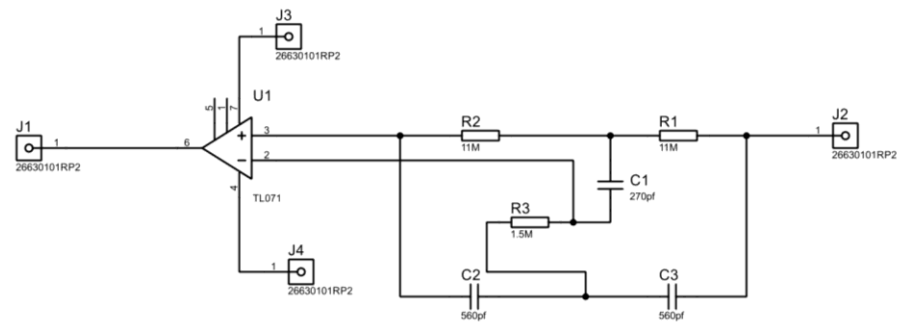 J3
1
26630101RP2
5
1
7
U1
J1
1
26630101RP2
6
+
3
−
2
4
TL071
R2
11M
R1
11M
J2
1
26630101RP2
C1
270pf
R3
1.5M
J4
1
26630101RP2
C2
560pf
C3
560pf